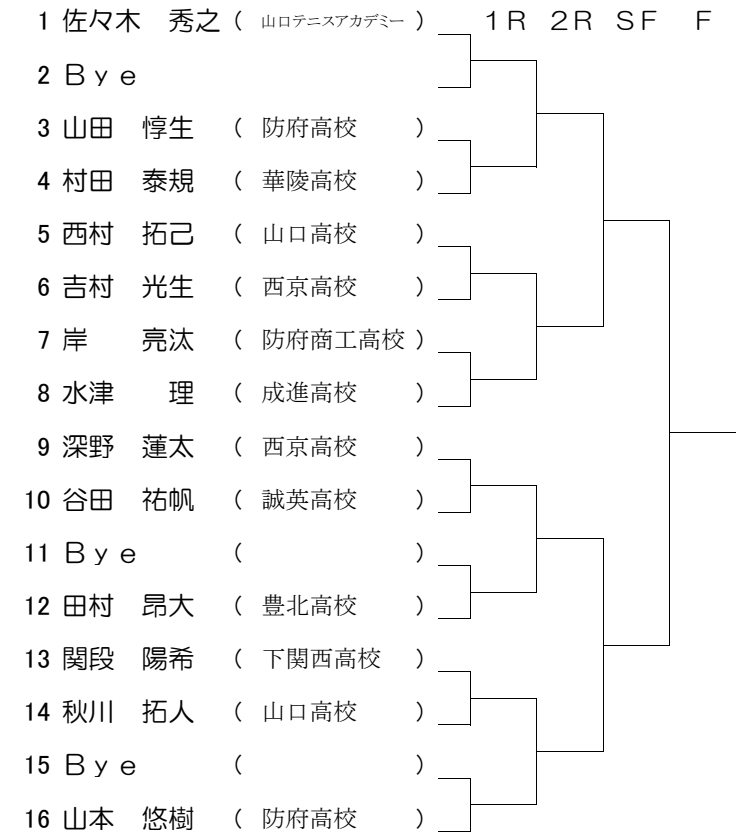 1 佐々木　秀之 ( 山口テニスアカデミー ) １Ｒ ２Ｒ ＳＦ Ｆ
2 Ｂｙｅ
3 山田　惇生 ( 防府高校 )
4 村田　泰規 ( 華陵高校 )
5 西村　拓己 ( 山口高校 )
6 吉村　光生 ( 西京高校 )
7 岸　　亮汰 ( 防府商工高校 )
8 水津　　理 ( 成進高校 )
9 深野　蓮太 ( 西京高校 )
10 谷田　祐帆 ( 誠英高校 )
11 Ｂｙｅ ( )
12 田村　昂大 ( 豊北高校 )
13 関段　陽希 ( 下関西高校 )
14 秋川　拓人 ( 山口高校 )
15 Ｂｙｅ ( )
16 山本　悠樹 ( 防府高校 )